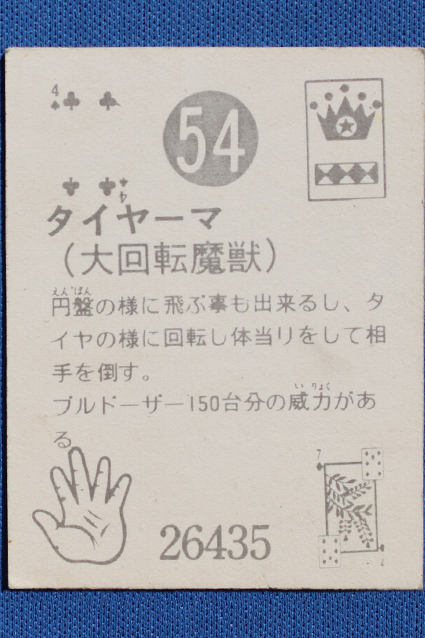 4
54
4
タイヤーマ
(大回転魔獣)
えんばん
円盤の様に飛ぶ事も出来るし、タ
イヤの様に回転し体当りをして相
手を倒す。
いりょく
ブルドーザー150台分の威力があ
る
7
26435